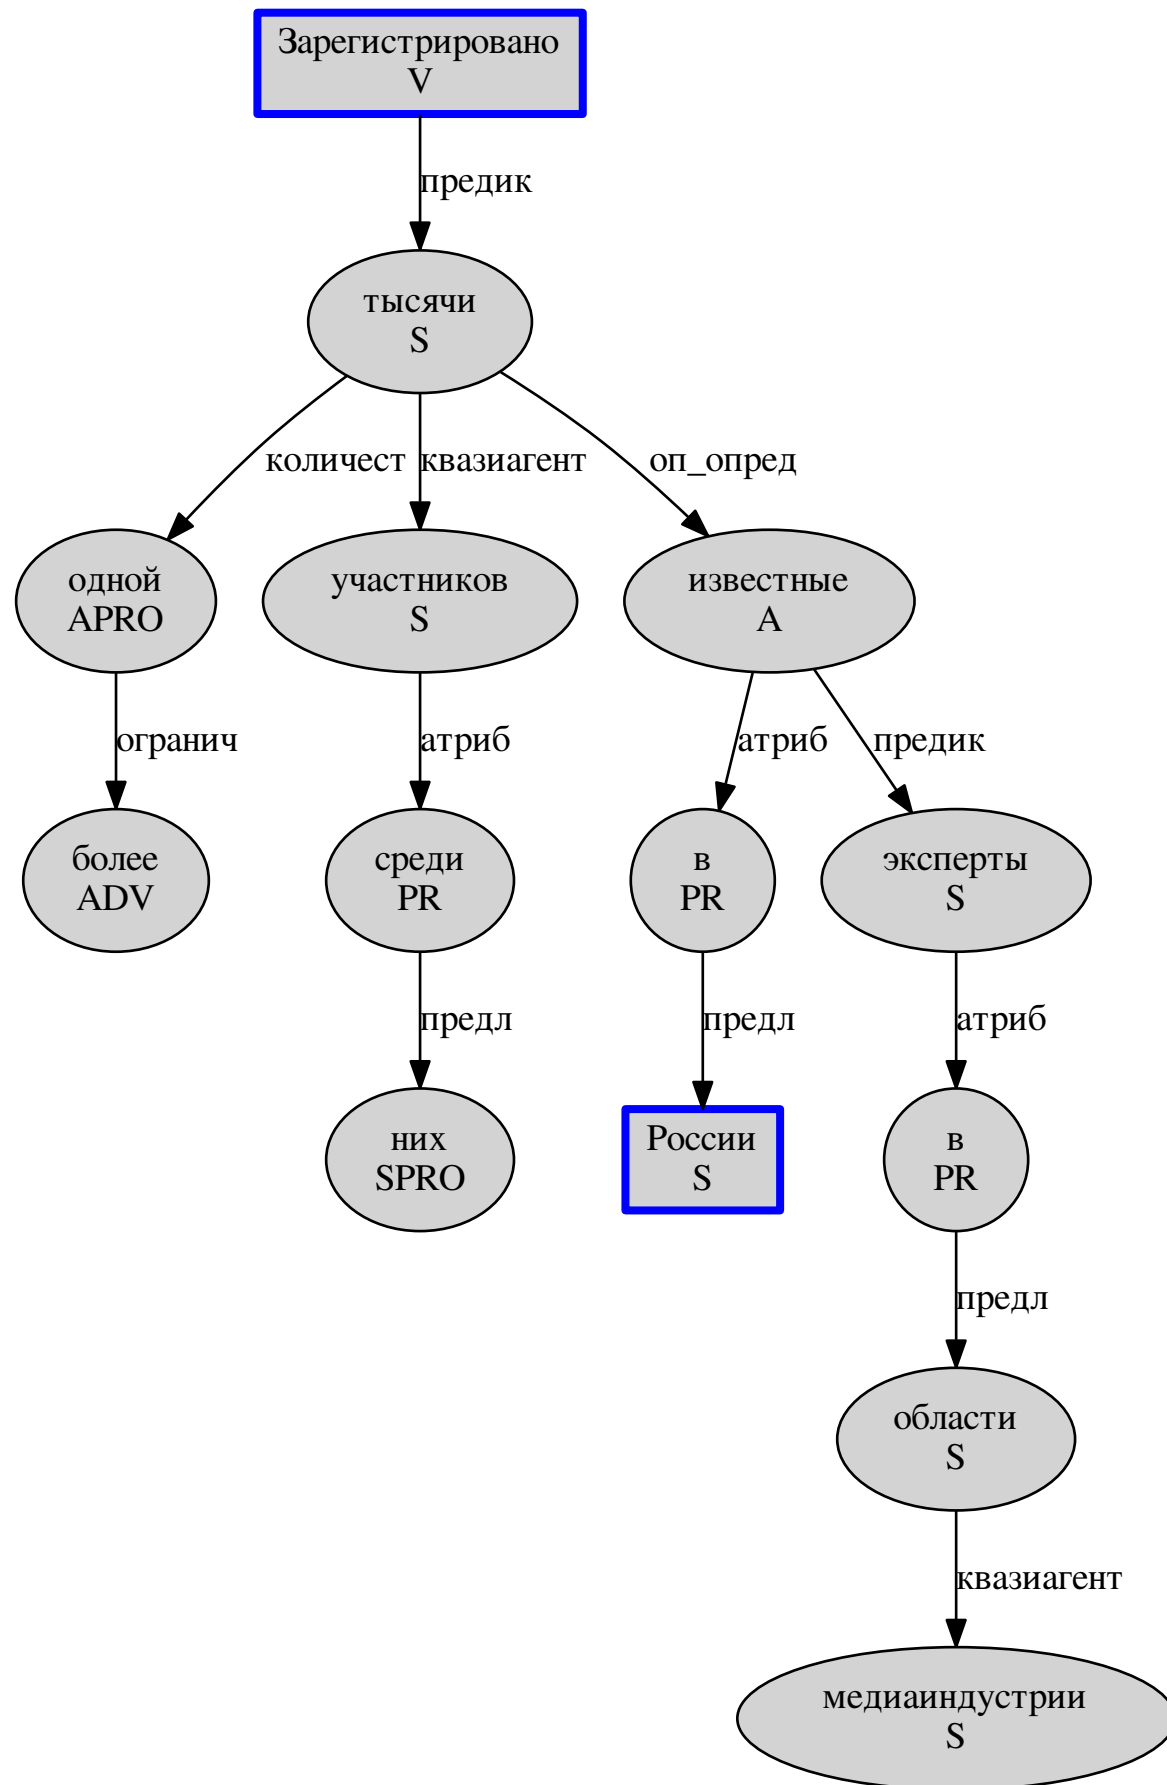 Зарегистрировано
V
предик
тысячи
S
количест
квазиагент
оп_опред
одной
APRO
участников
S
известные
A
огранич
атриб
атриб
предик
более
ADV
среди
PR
в
PR
эксперты
S
предл
предл
атриб
них
SPRO
России
S
в
PR
предл
области
S
квазиагент
медиаиндустрии
S